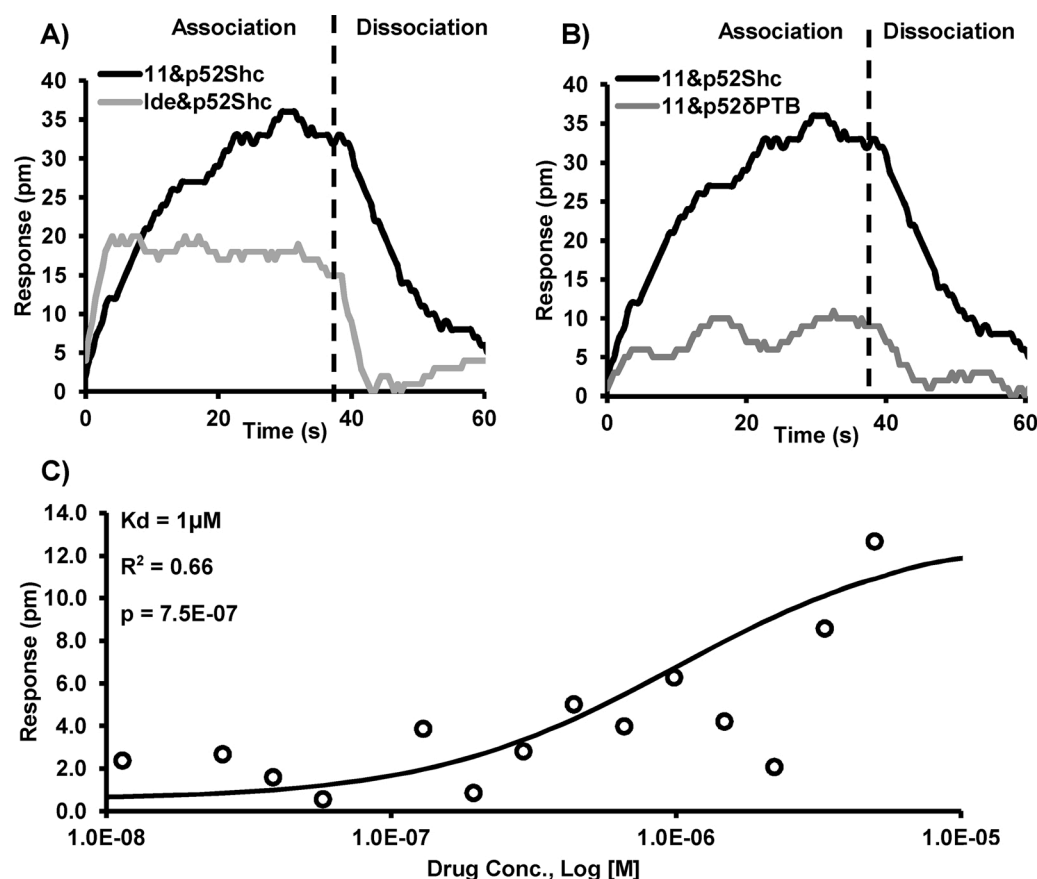 A)
Association
Dissociation
11&p52Shc
Ide&p52Shc
40
35
30
25
20
15
10
5
0
Response (pm)
0
20
40
60
Time (s)
B)
Association
Dissociation
11&p52Shc
11&p52δPTB
40
35
30
25
20
15
10
5
0
Response (pm)
0
20
40
60
Time (s)
C)
Kd = 1µM
R² = 0.66
p = 7.5E-07
14.0
12.0
10.0
8.0
6.0
4.0
2.0
0.0
Response (pm)
1.0E-08
1.0E-07
1.0E-06
1.0E-05
Drug Conc., Log [M]